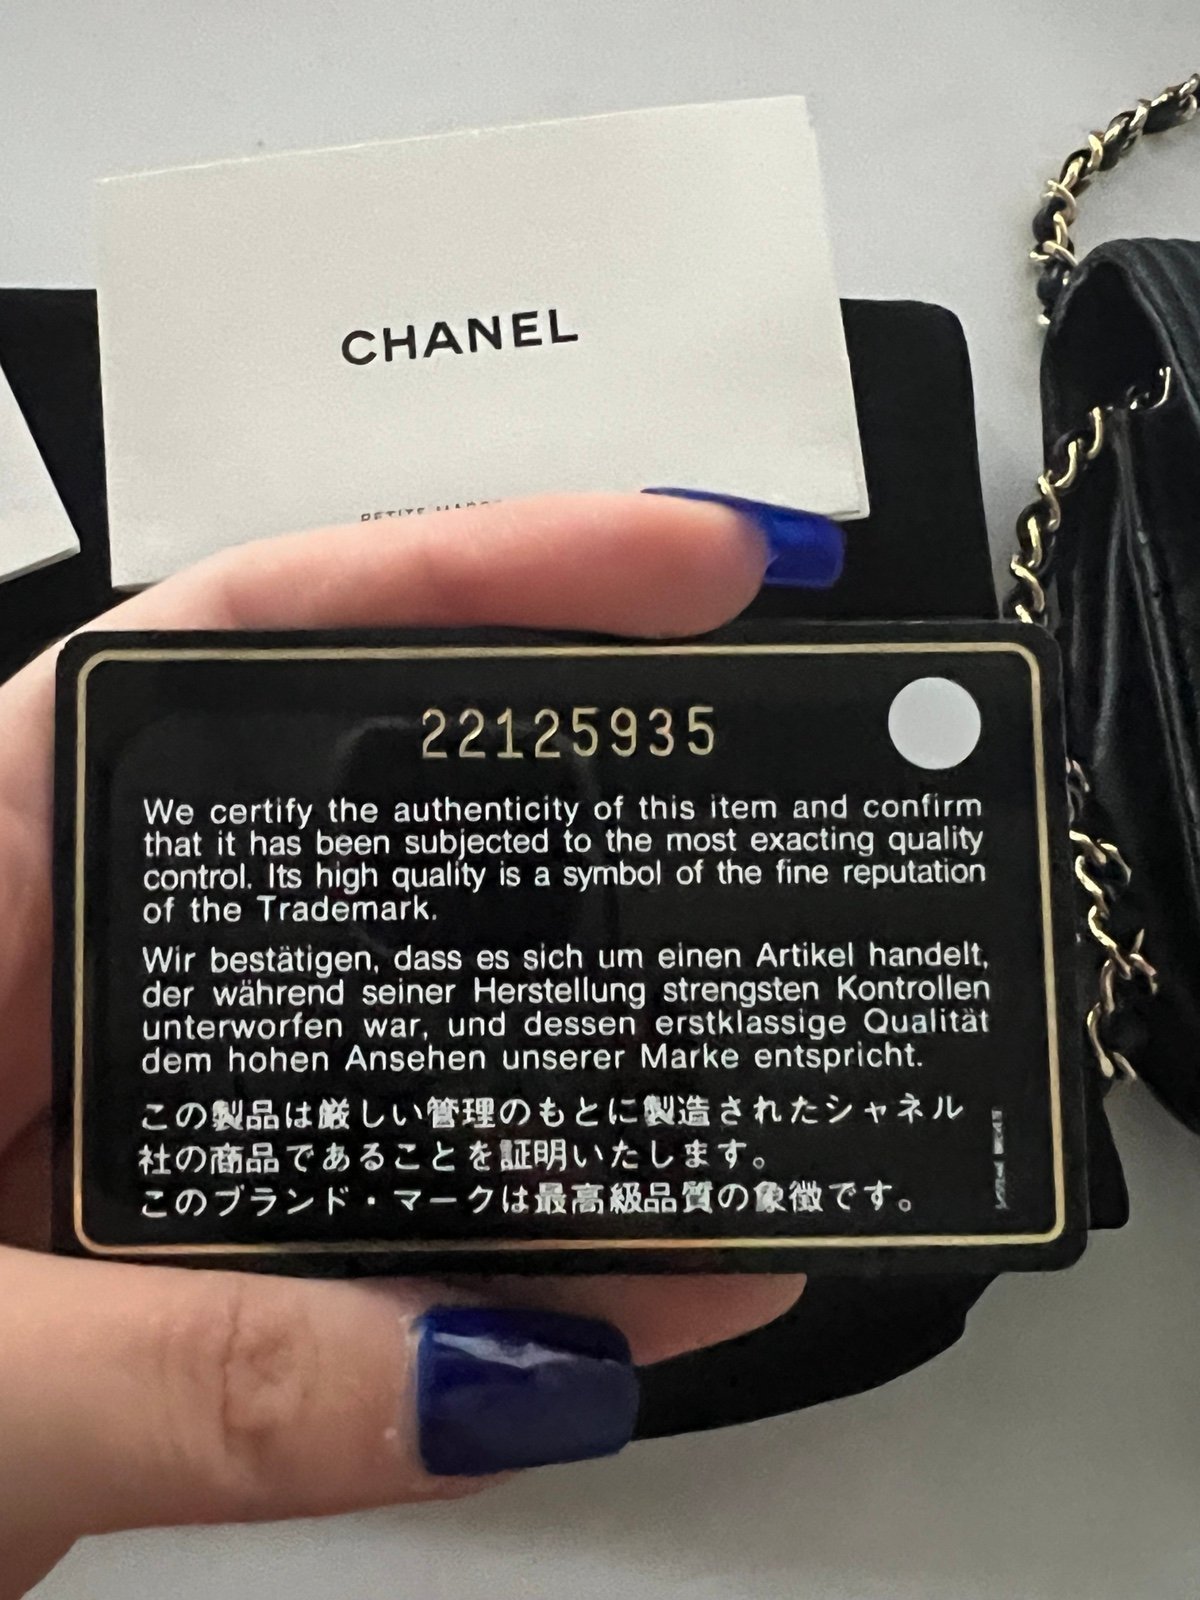 CHANEL
PETITE
22125935
We certify the authenticity of this item and confirm
that it has been subjected to the most exacting quality
control. Its high quality is a symbol of the fine reputation
of the Trademark.
Wir bestätigen, dass es sich um einen Artikel handelt,
der während seiner Herstellung strengsten Kontrollen
unterworfen war, und dessen erstklassige Qualität
dem hohen Ansehen unserer Marke entspricht.
この製品は厳しい管理のもとに製造されたシャネル
社の商品であることを証明いたします。
このブランド・マークは最高級品質の象徴です。